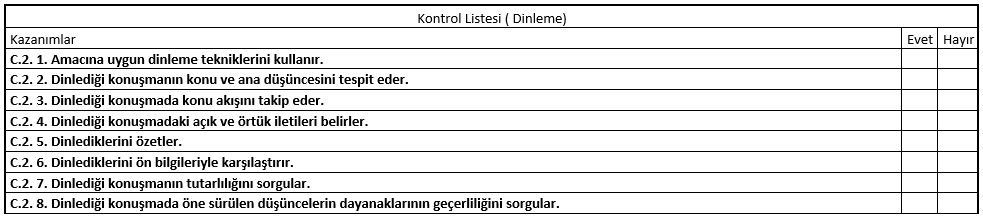 Kontrol Listesi ( Dinleme)
Kazanımlar Evet Hayır
C.2. 1. Amacına uygun dinleme tekniklerini kullanır.
C.2. 2. Dinlediği konuşmanın konu ve ana düşüncesini tespit eder.
C.2. 3. Dinlediği konuşmada konu akışını takip eder.
C.2. 4. Dinlediği konuşmadaki açık ve örtük iletileri belirler.
C.2. 5. Dinlediklerini özetler.
C.2. 6. Dinlediklerini ön bilgileriyle karşılaştırır.
C.2. 7. Dinlediği konuşmanın tutarlılığını sorgular.
C.2. 8. Dinlediği konuşmada öne sürülen düşüncelerin dayanaklarının geçerliliğini sorgular.